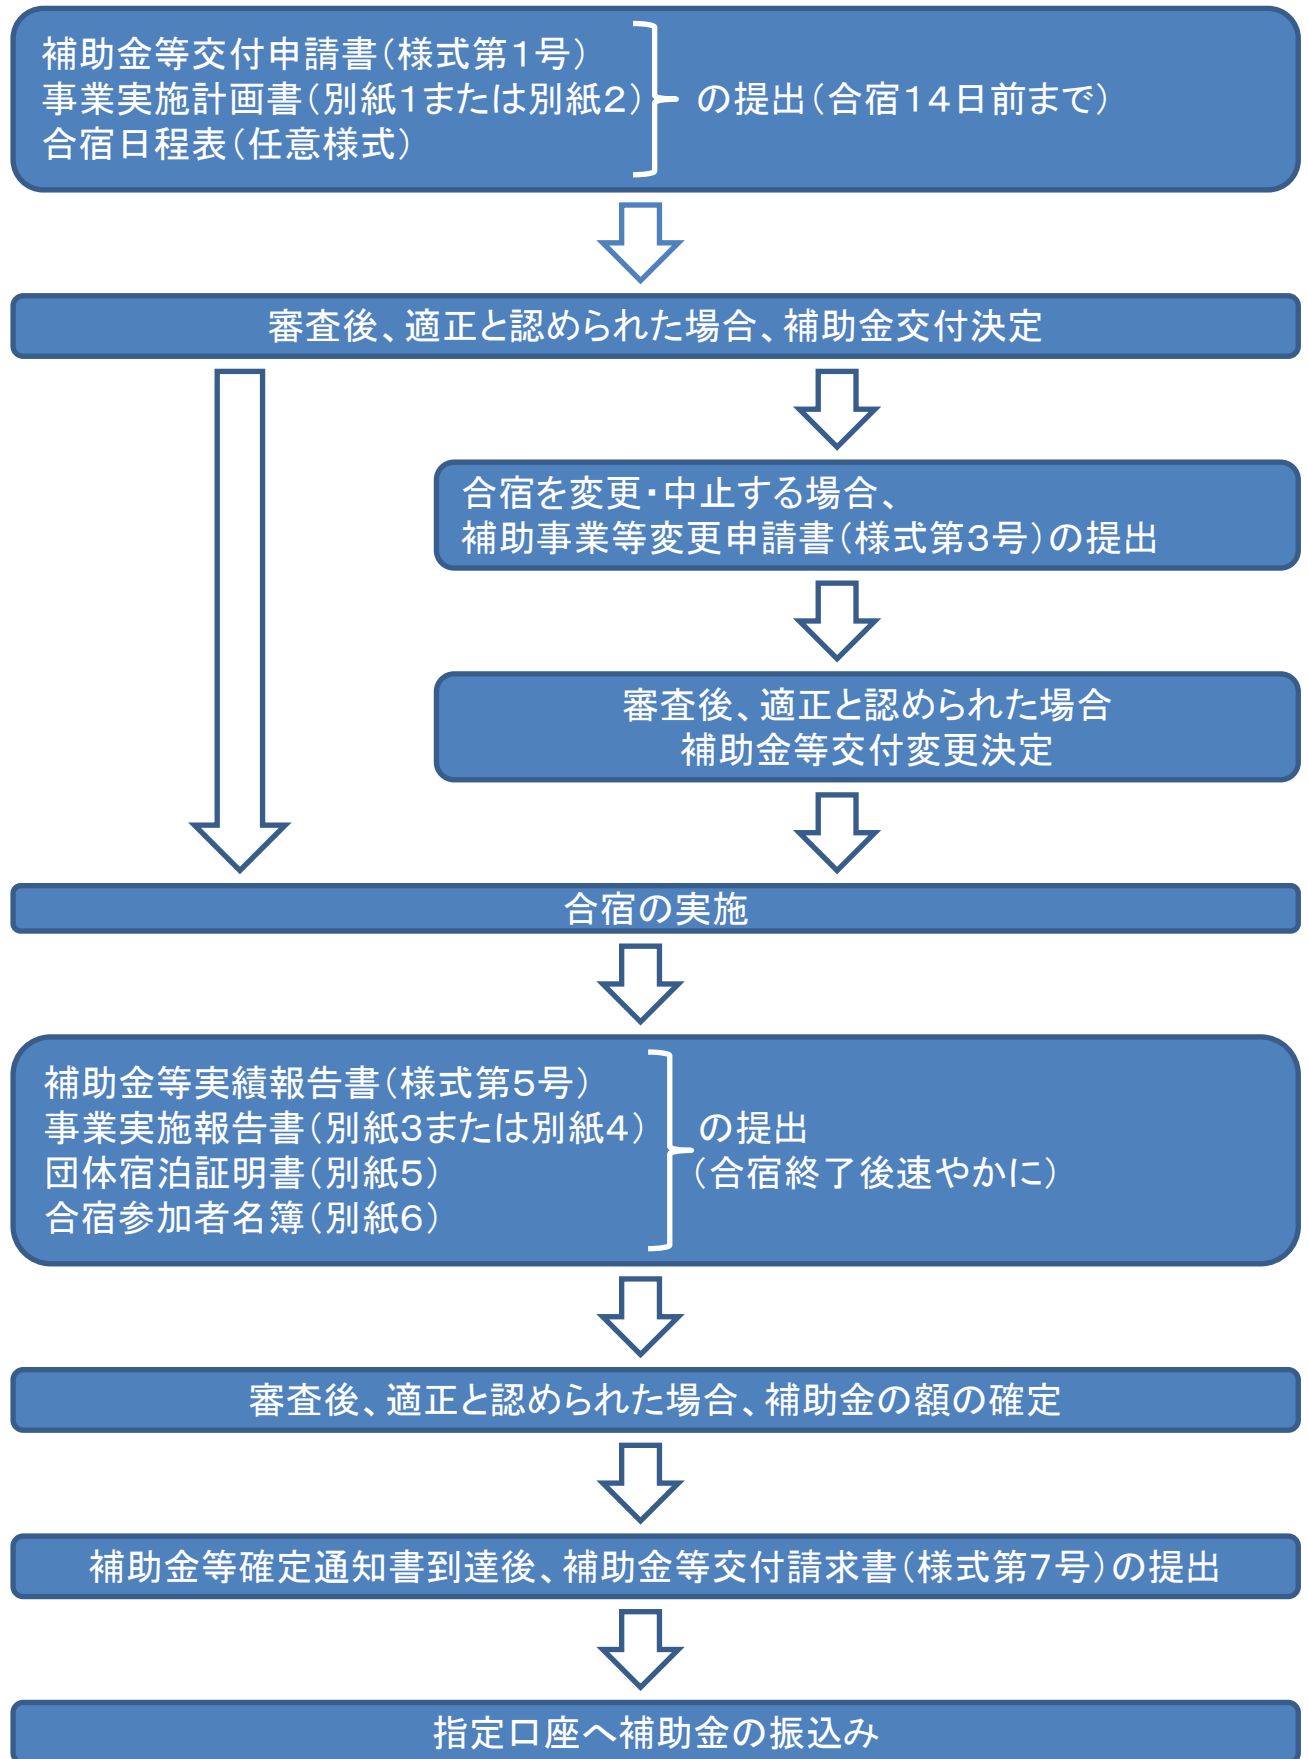 補助金等交付申請書（様式第１号）
事業実施計画書（別紙１または別紙２）
の提出（合宿１４日前まで）
合宿日程表（任意様式）
審査後、適正と認められた場合、補助金交付決定
合宿を変更・中止する場合、
補助事業等変更申請書（様式第３号）の提出
審査後、適正と認められた場合
補助金等交付変更決定
合宿の実施
補助金等実績報告書（様式第５号）
事業実施報告書（別紙３または別紙４）
の提出
団体宿泊証明書（別紙５）
（合宿終了後速やかに）
合宿参加者名簿（別紙６）
審査後、適正と認められた場合、補助金の額の確定
補助金等確定通知書到達後、補助金等交付請求書（様式第７号）の提出
指定口座へ補助金の振込み